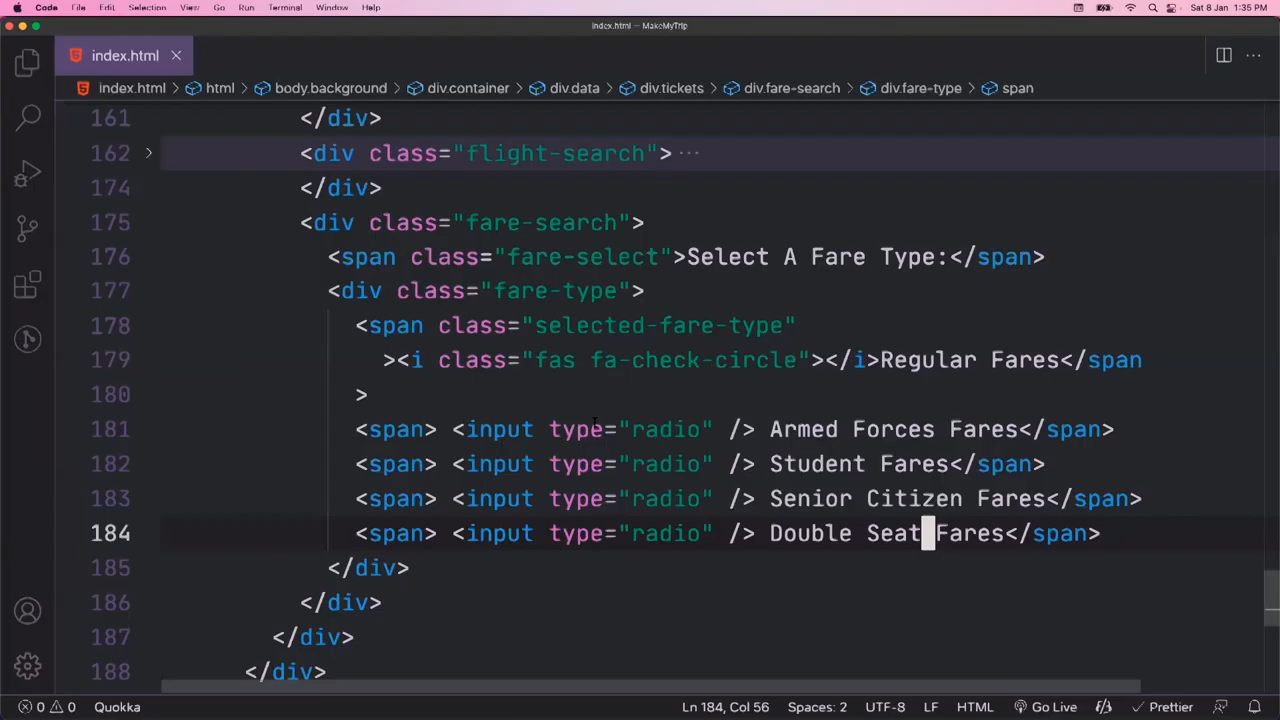 Code File Edit Selection View Go Run Terminal Window Help Sat 8 Jan 1:35 PM
index.html — MakeMyTrip
index.html
index.html > html > body.background > div.container > div.data > div.tickets > div.fare-search > div.fare-type > span
161 </div>
162 <div class="flight-search"> ···
174 </div>
175 <div class="fare-search">
176 <span class="fare-select">Select A Fare Type:</span>
177 <div class="fare-type">
178 <span class="selected-fare-type"
179 ><i class="fas fa-check-circle"></i>Regular Fares</span
180 >
181 <span> <input type="radio" /> Armed Forces Fares</span>
182 <span> <input type="radio" /> Student Fares</span>
183 <span> <input type="radio" /> Senior Citizen Fares</span>
184 <span> <input type="radio" /> Double Seat Fares</span>
185 </div>
186 </div>
187 </div>
188 </div>
0 0 Quokka Ln 184, Col 56 Spaces: 2 UTF-8 LF HTML Go Live Prettier